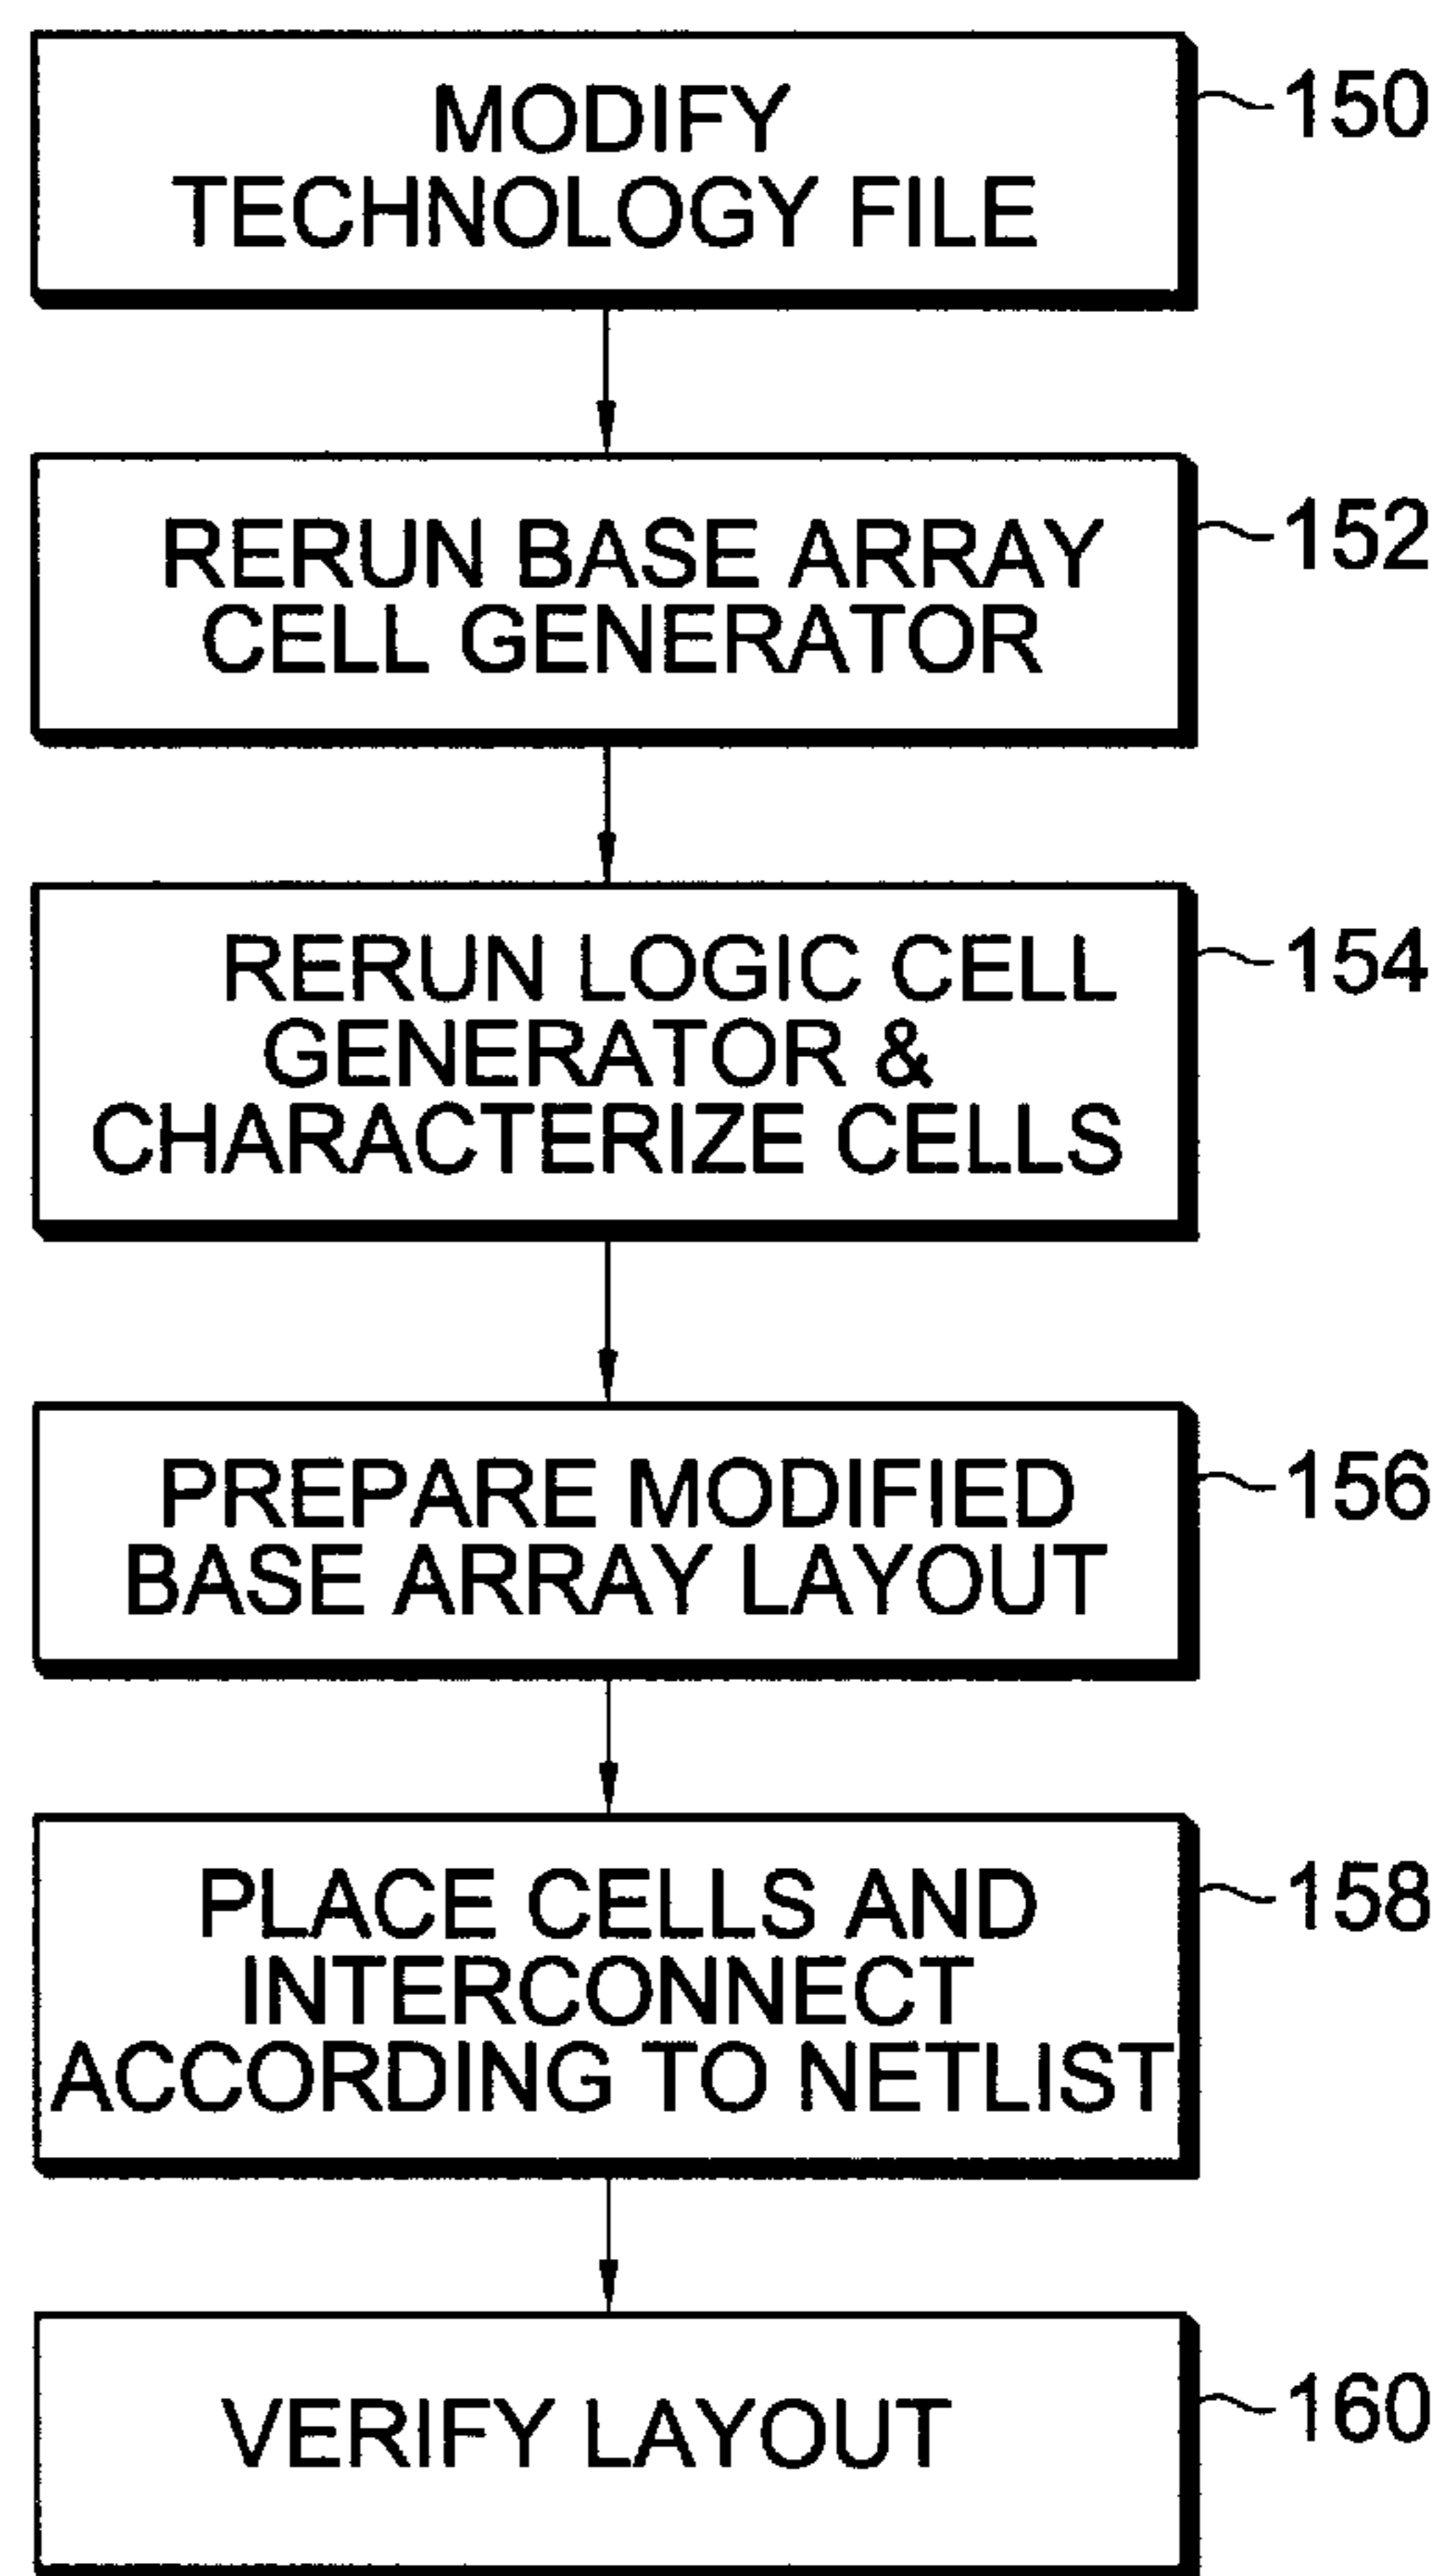 MODIFY
TECHNOLOGY FILE
150
RERUN BASE ARRAY
CELL GENERATOR
152
RERUN LOGIC CELL
GENERATOR &
CHARACTERIZE CELLS
154
PREPARE MODIFIED
BASE ARRAY LAYOUT
156
PLACE CELLS AND
INTERCONNECT
ACCORDING TO NETLIST
158
VERIFY LAYOUT
160